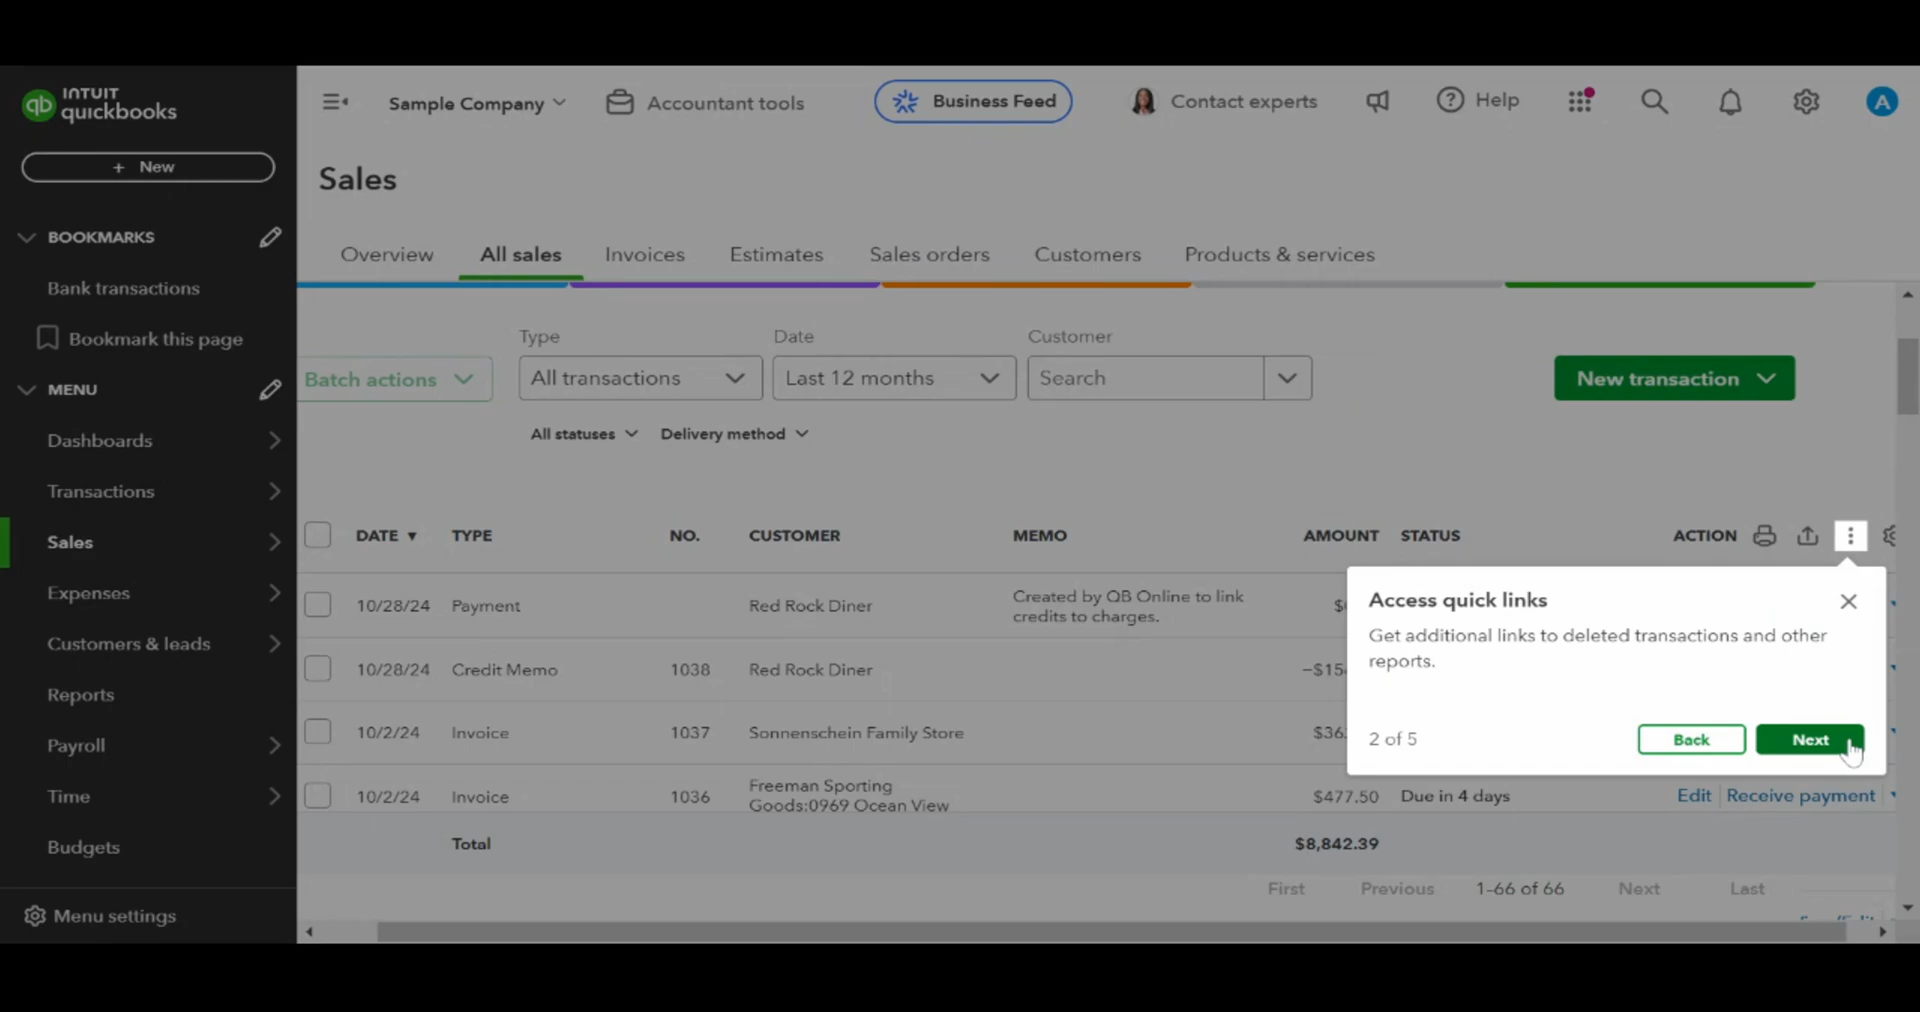 INTUIT
quickbooks
+ New
BOOKMARKS
Bank transactions
Bookmark this page
MENU
Dashboards
Transactions
Sales
Expenses
Customers & leads
Reports
Payroll
Time
Budgets
Menu settings
Sample Company
Accountant tools
Business Feed
Contact experts
Help
A
Sales
Overview All sales Invoices Estimates Sales orders Customers Products & services
Type Date Customer
Batch actions All transactions Last 12 months Search New transaction
All statuses Delivery method
DATE TYPE NO. CUSTOMER MEMO AMOUNT STATUS ACTION
10/28/24 Payment Red Rock Diner Created by QB Online to link
credits to charges.
10/28/24 Credit Memo 1038 Red Rock Diner
10/2/24 Invoice 1037 Sonnenschein Family Store $36.
10/2/24 Invoice 1036 Freeman Sporting
Goods:0969 Ocean View $477.50 Due in 4 days Edit Receive payment
Total $8,842.39
First Previous 1-66 of 66 Next Last
Access quick links
Get additional links to deleted transactions and other
reports.
2 of 5 Back Next